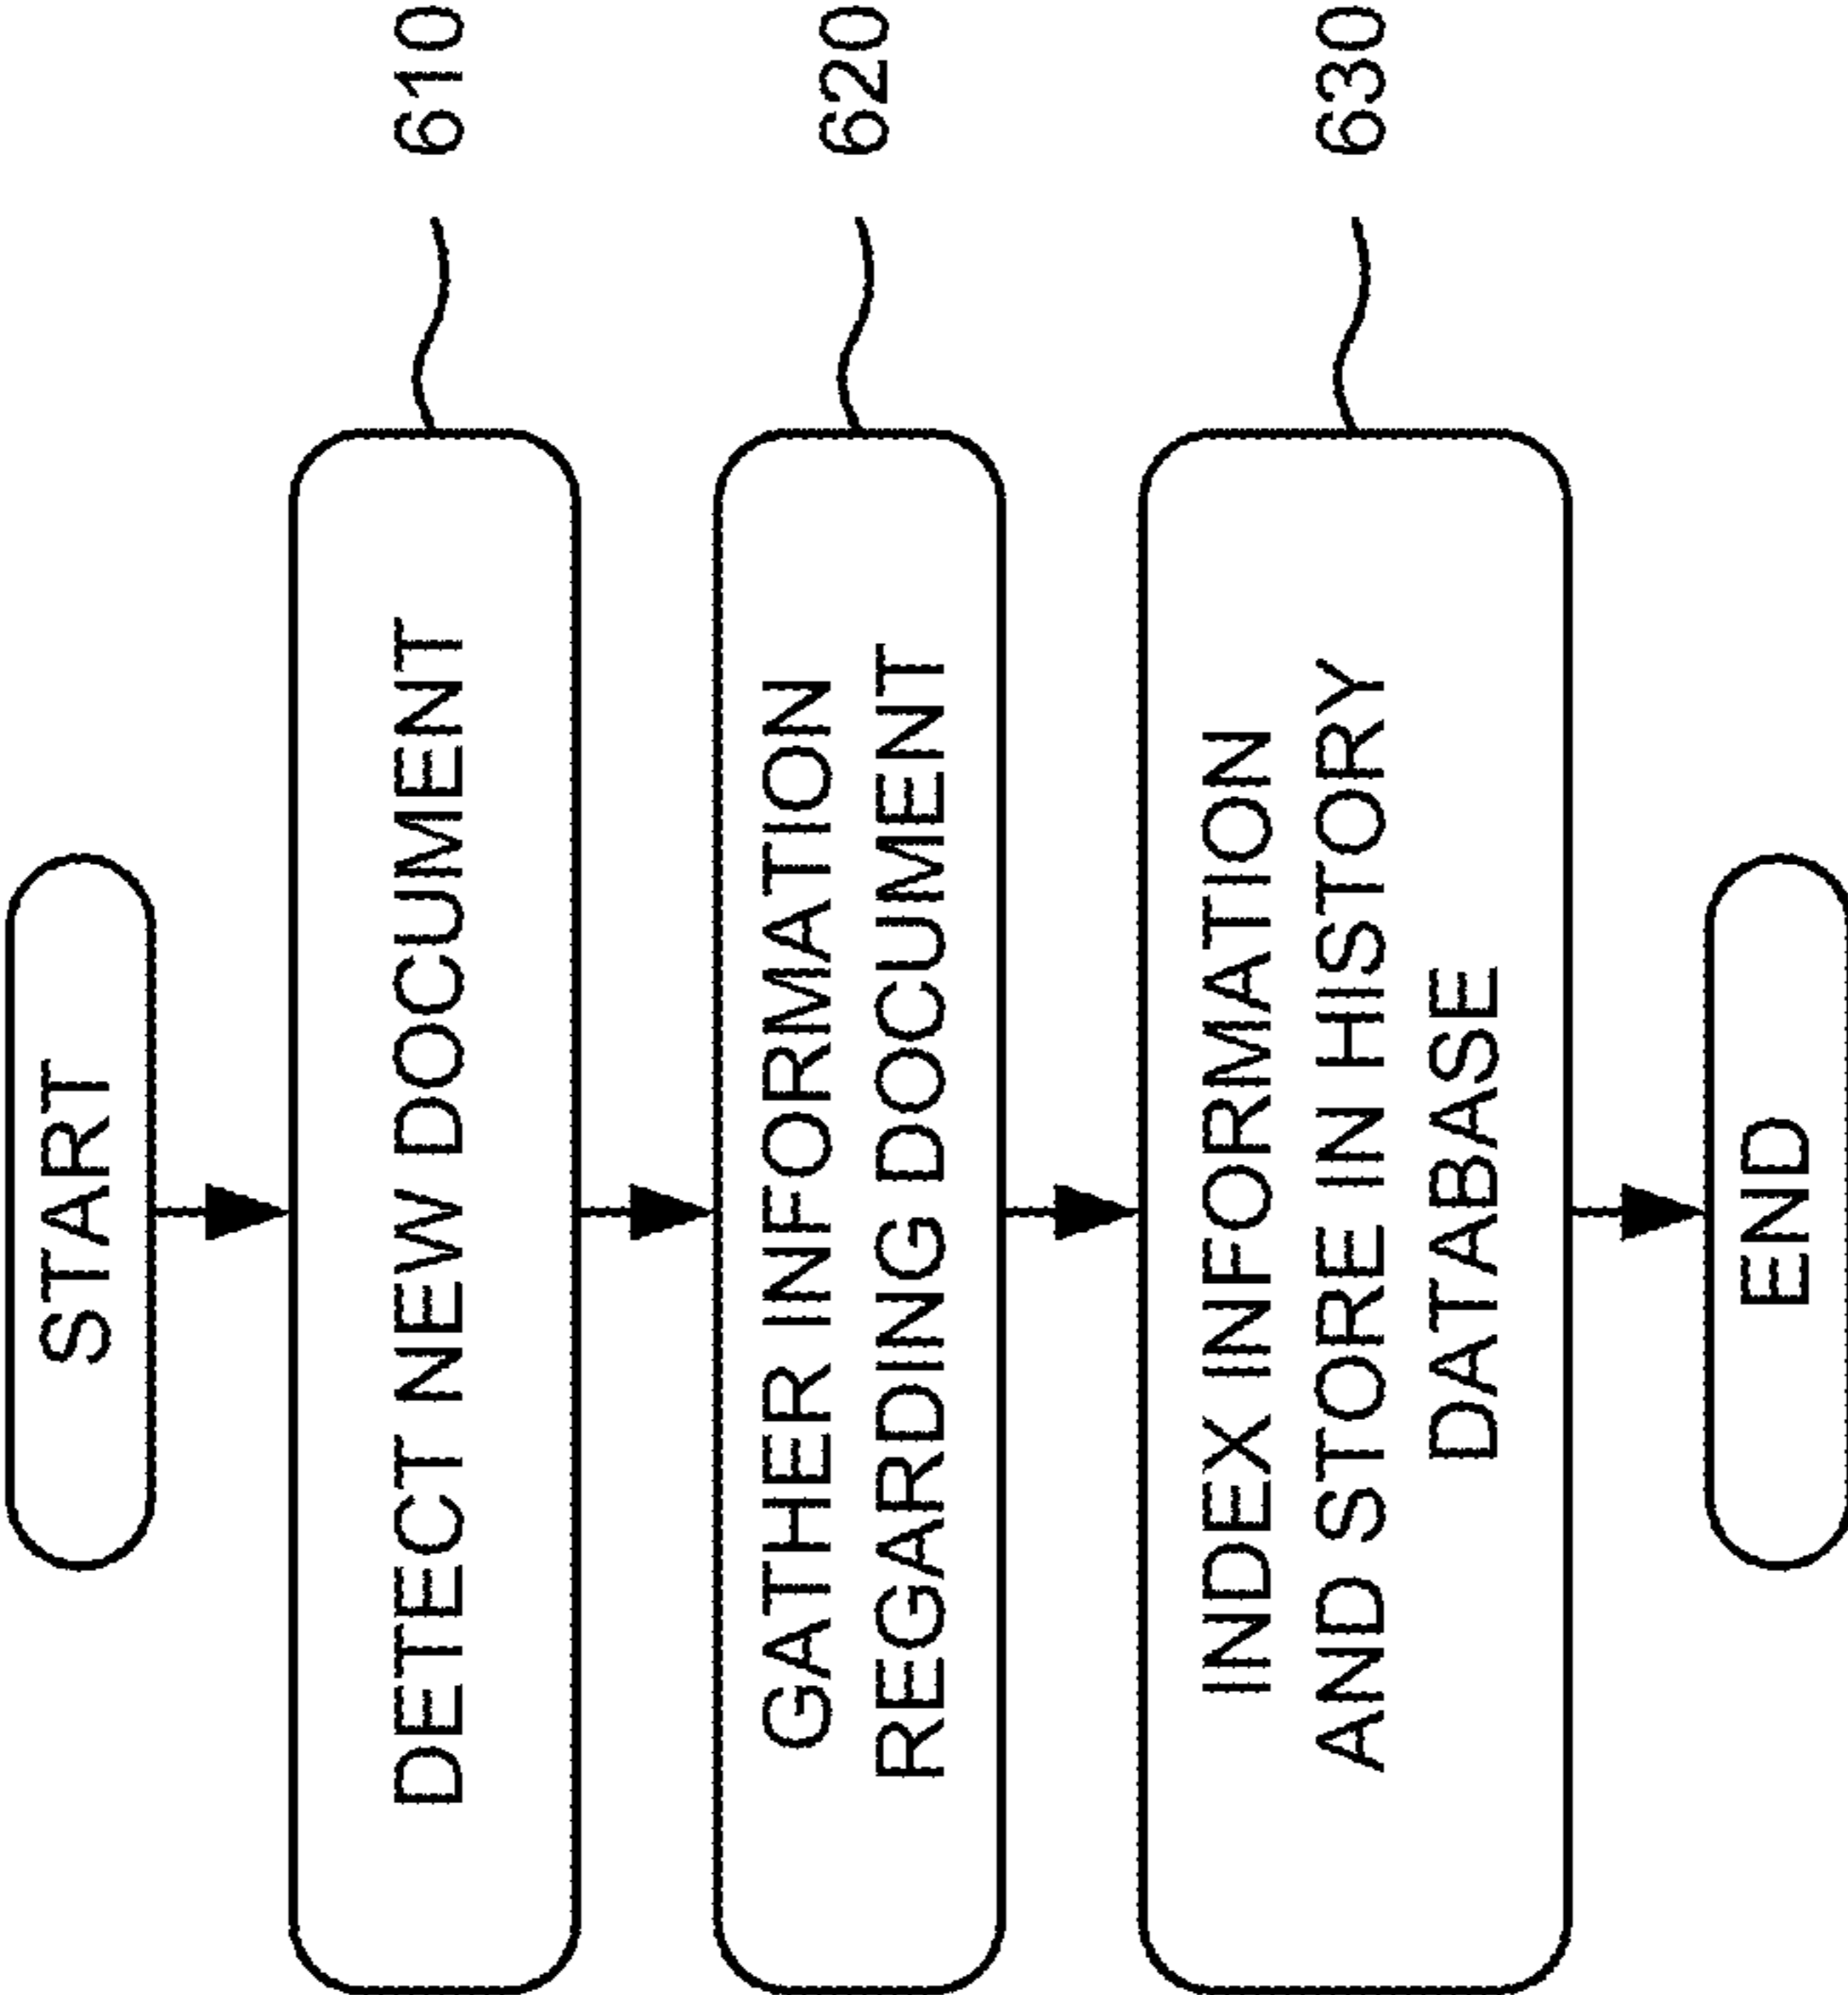 START
DETECT NEW DOCUMENT
610
GATHER INFORMATION
REGARDING DOCUMENT
620
INDEX INFORMATION
AND STORE IN HISTORY
DATABASE
630
END